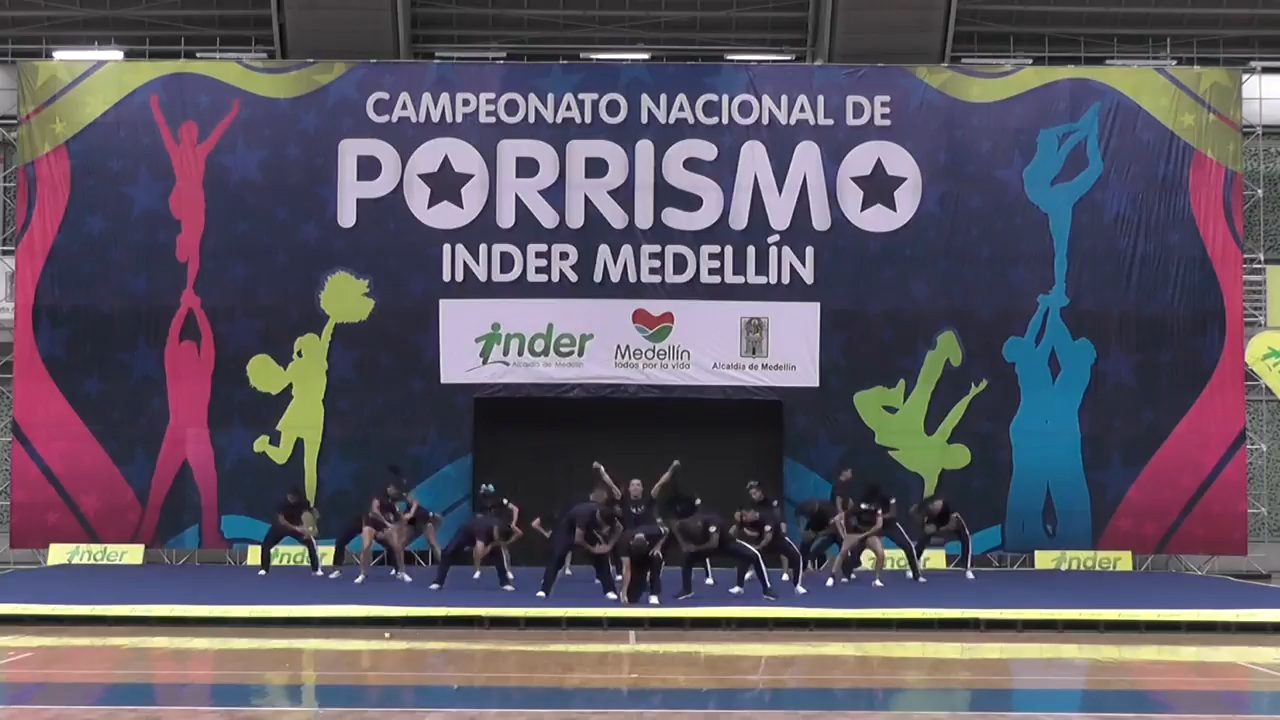 CAMPEONATO NACIONAL DE
PORRISMO
INDER MEDELLÍN
inder
Alcaldía de Medellín
Medellín
todos por la vida
Alcaldía de Medellín
inder
inder
inder
inder